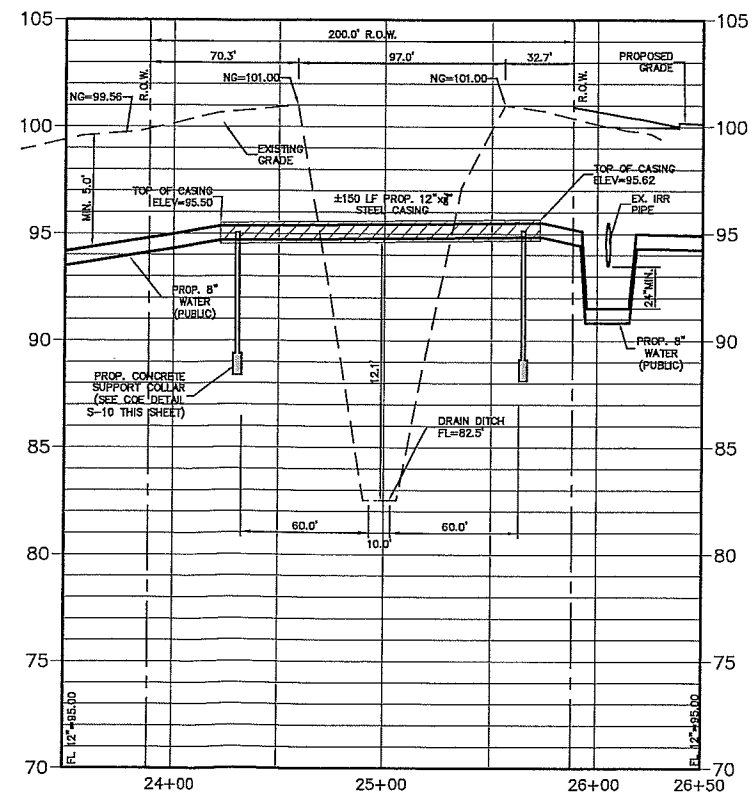 105
105
200.0' R.O.W.
70.3'
97.0'
32.7'
NG=101.00
NG=101.00
PROPOSED
GRADE
R.O.W.
R.O.W.
NG=99.56
100
100
EXISTING
GRADE
MIN. 5.0'
TOP OF CASING
ELEV=95.50
±150 LF PROP. 12"x
STEEL CASING
TOP OF CASING
ELEV=95.62
EX. IRR
PIPE
95
95
24"MIN.
PROP. 8"
WATER
(PUBLIC)
90
90
PROP. 8"
WATER
(PUBLIC)
PROP. CONCRETE
SUPPORT COLLAR
(SEE COE DETAIL
S-10 THIS SHEET)
12.1'
DRAIN DITCH
FL=82.5'
85
85
60.0'
60.0'
10.0'
80
80
75
75
FL 12"=95.00
FL 12"=95.00
70
70
24+00
25+00
26+00
26+50